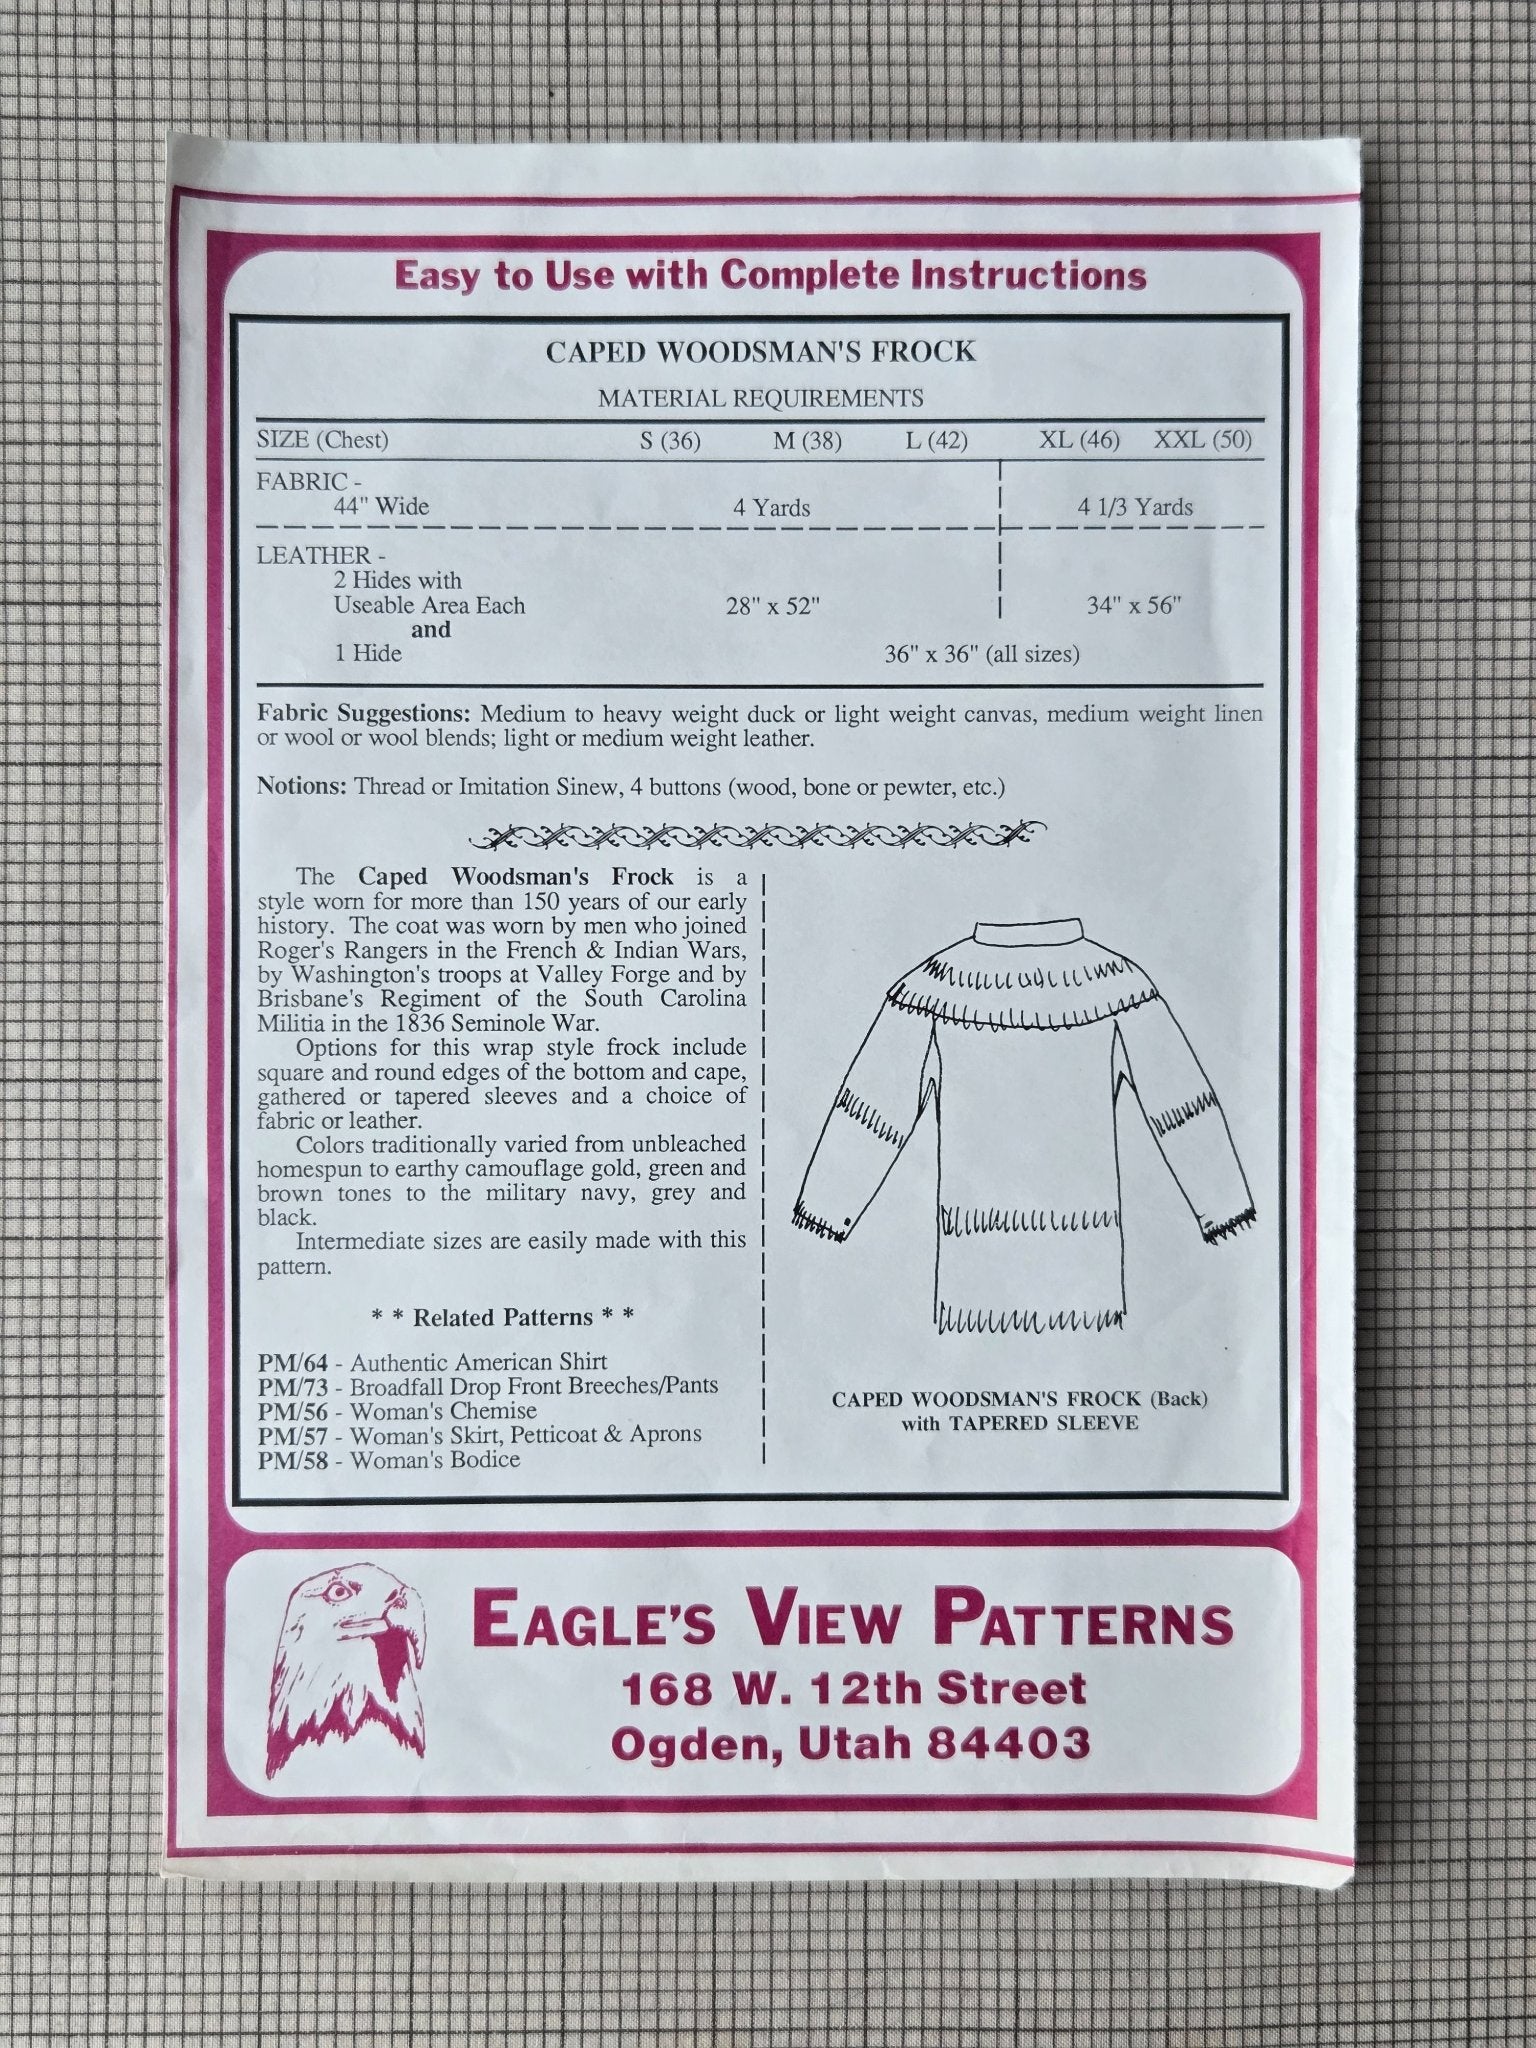 Easy to Use with Complete Instructions
CAPED WOODSMAN'S FROCK
MATERIAL REQUIREMENTS
SIZE (Chest) S (36) M (38) L (42) XL (46) XXL (50)
FABRIC -
44" Wide 4 Yards 4 1/3 Yards
LEATHER -
2 Hides with
Useable Area Each 28" x 52" 34" x 56"
and
1 Hide 36" x 36" (all sizes)
Fabric Suggestions: Medium to heavy weight duck or light weight canvas, medium weight linen
or wool or wool blends; light or medium weight leather.
Notions: Thread or Imitation Sinew, 4 buttons (wood, bone or pewter, etc.)
The Caped Woodsman's Frock is a
style worn for more than 150 years of our early
history. The coat was worn by men who joined
Roger's Rangers in the French & Indian Wars,
by Washington's troops at Valley Forge and by
Brisbane's Regiment of the South Carolina
Militia in the 1836 Seminole War.
Options for this wrap style frock include
square and round edges of the bottom and cape,
gathered or tapered sleeves and a choice of
fabric or leather.
Colors traditionally varied from unbleached
homespun to earthy camouflage gold, green and
brown tones to the military navy, grey and
black.
Intermediate sizes are easily made with this
pattern.
* * Related Patterns * *
PM/64 - Authentic American Shirt
PM/73 - Broadfall Drop Front Breeches/Pants
PM/56 - Woman's Chemise
PM/57 - Woman's Skirt, Petticoat & Aprons
PM/58 - Woman's Bodice
CAPED WOODSMAN'S FROCK (Back)
with TAPERED SLEEVE
EAGLE'S VIEW PATTERNS
168 W. 12th Street
Ogden, Utah 84403